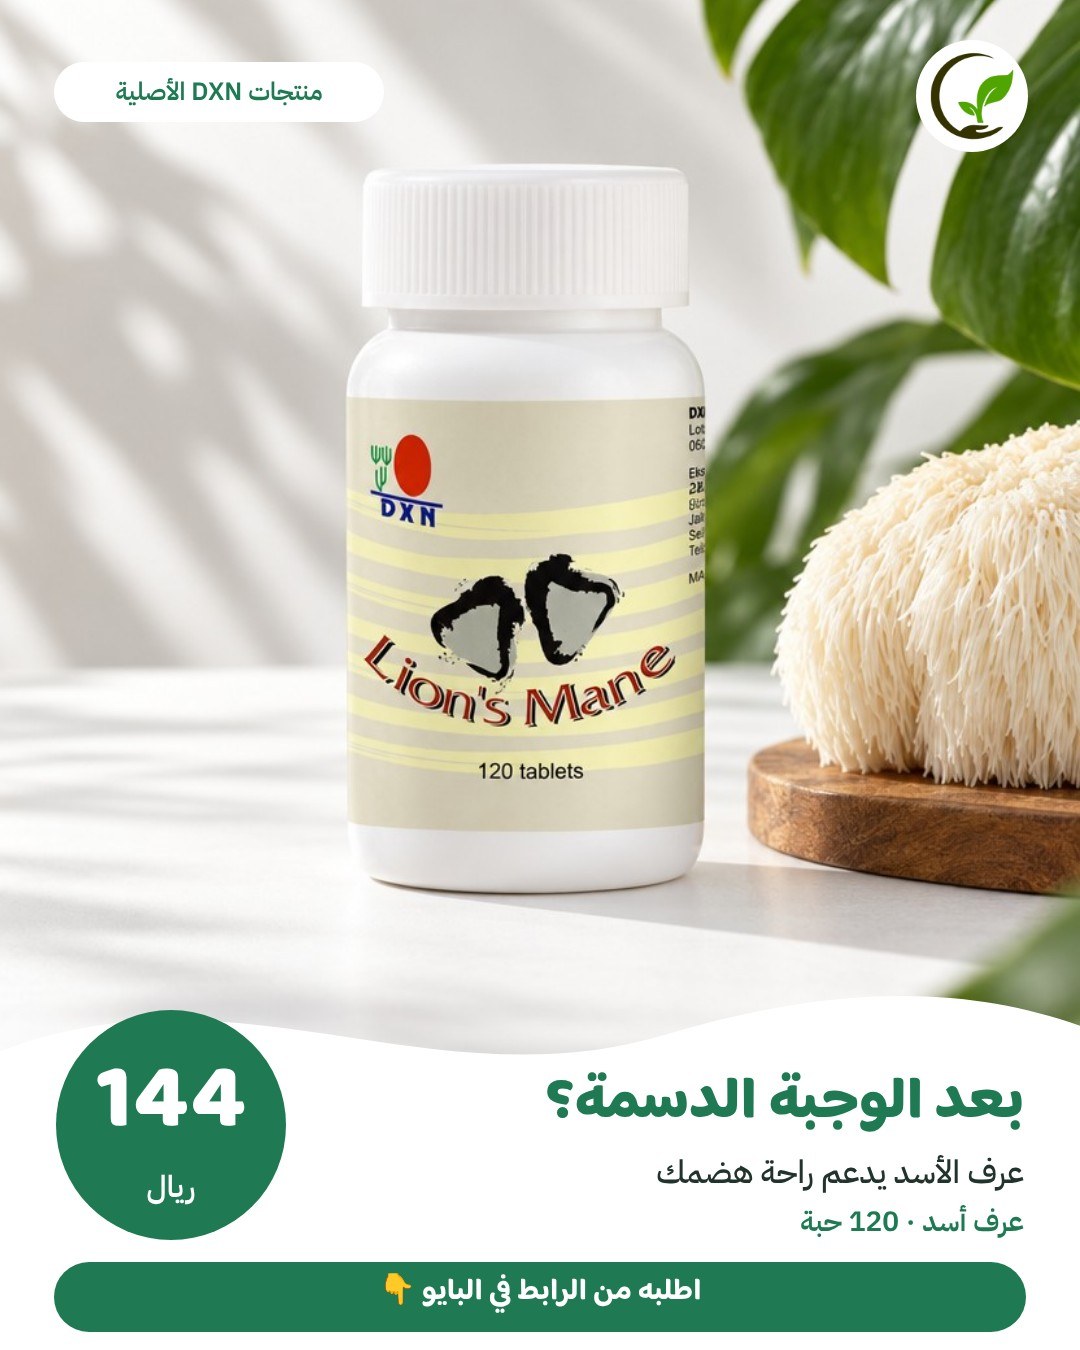 منتجات DXN الأصلية
DXN
Lion's Mane
120 tablets
بعد الوجبة الدسمة؟
عرف الأسد يدعم راحة هضمك
عرف أسد · 120 حبة
144
ريال
اطلبه من الرابط في البايو 👇